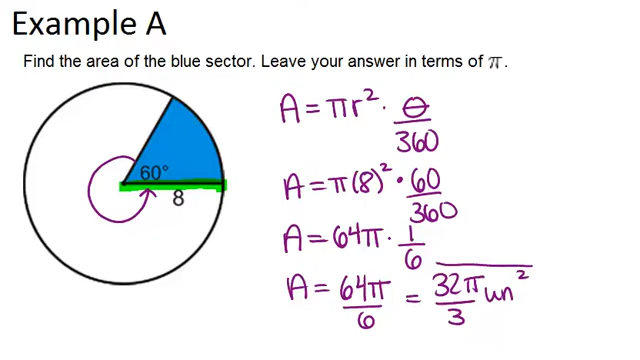 Example A
Find the area of the blue sector. Leave your answer in terms of π.
60°
8
A = πr² · θ/360
A = π(8)² · 60/360
A = 64π · 1/6
A = 64π/6 = 32π/3 un²